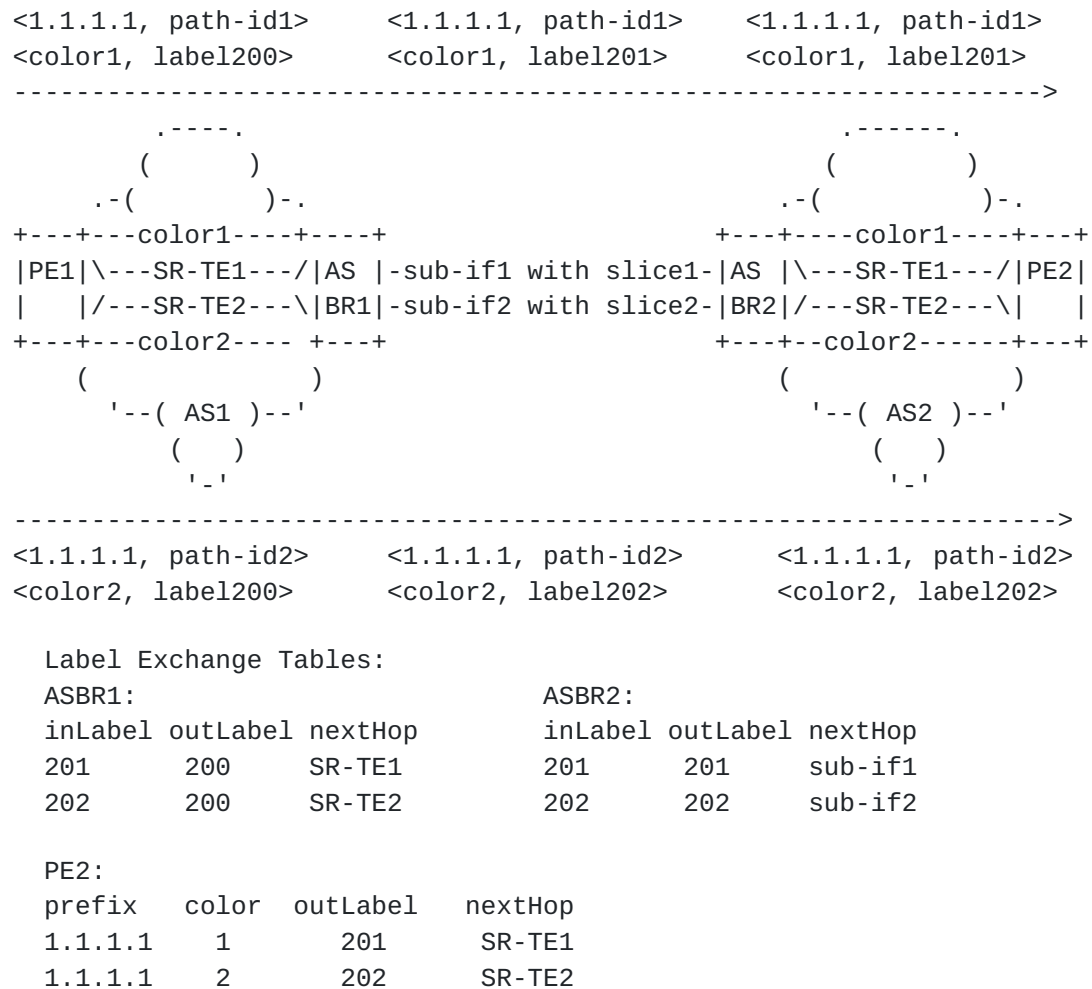 <1.1.1.1, path-id1>     <1.1.1.1, path-id1>     <1.1.1.1, path-id1>
<color1, label200>      <color1, label201>     <color1, label201>
------------------------------------------------------------------>
         .----.                                       .------.
        (      )                                     (        )
     .-(        )-.                               .-(          )-.
+---+---color1----+----+                     +---+----color1----+---+
|PE1|\---SR-TE1---/|AS |-sub-if1 with slice1-|AS |\---SR-TE1---/|PE2|
|   |/---SR-TE2---\|BR1|-sub-if2 with slice2-|BR2|/---SR-TE2---\|   |
+---+---color2---- +---+                     +---+--color2------+---+
    (              )                             (              )
      '--( AS1 )--'                                '--( AS2 )--'
          (   )                                        (   )
           '-'                                          '-'
------------------------------------------------------------------->
<1.1.1.1, path-id2>      <1.1.1.1, path-id2>      <1.1.1.1, path-id2>
<color2, label200>      <color2, label202>       <color2, label202>
Label Exchange Tables:
ASBR1:                          ASBR2:
inLabel outLabel nextHop        inLabel outLabel nextHop
201      200     SR-TE1         201      201     sub-if1
202      200     SR-TE2         202      202     sub-if2
PE2:
prefix   color  outLabel   nextHop
1.1.1.1   1       201       SR-TE1
1.1.1.1   2       202       SR-TE2